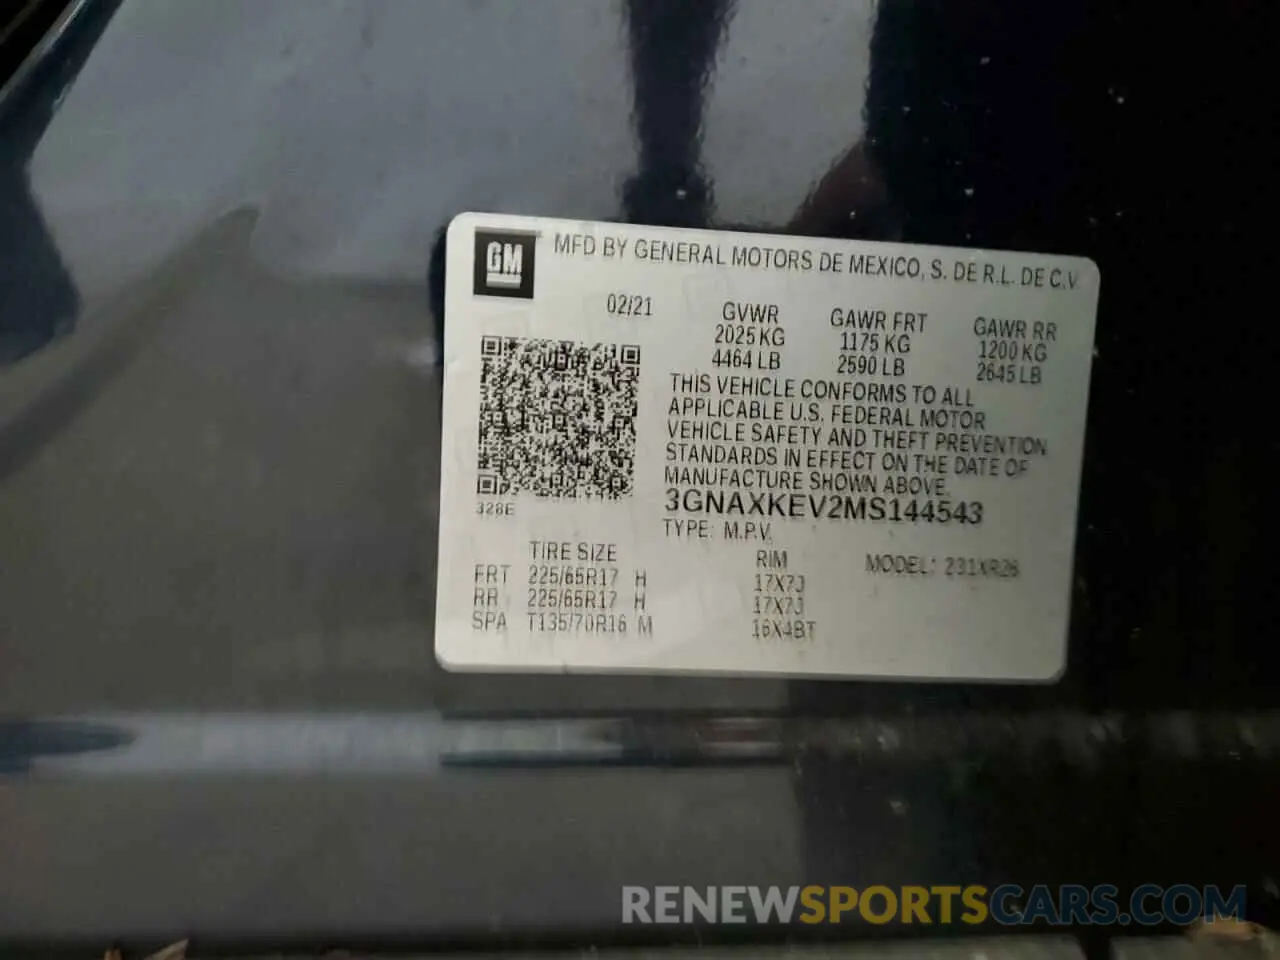 GM
MFD BY GENERAL MOTORS DE MEXICO, S. DE R.L. DE C.V.
02/21
GVWR
2025 KG
4464 LB
GAWR FRT
1175 KG
2590 LB
GAWR RR
1200 KG
2645 LB
THIS VEHICLE CONFORMS TO ALL
APPLICABLE U.S. FEDERAL MOTOR
VEHICLE SAFETY AND THEFT PREVENTION
STANDARDS IN EFFECT ON THE DATE OF
MANUFACTURE SHOWN ABOVE.
328E
3GNAXKEV2MS144543
TYPE: M.P.V.
TIRE SIZE
RIM
MODEL: 231XR26
FRT 225/65R17 H 17X7J
RR 225/65R17 H 17X7J
SPA T135/70R16 M 16X4BT
RENEWSPORTSCARS.COM